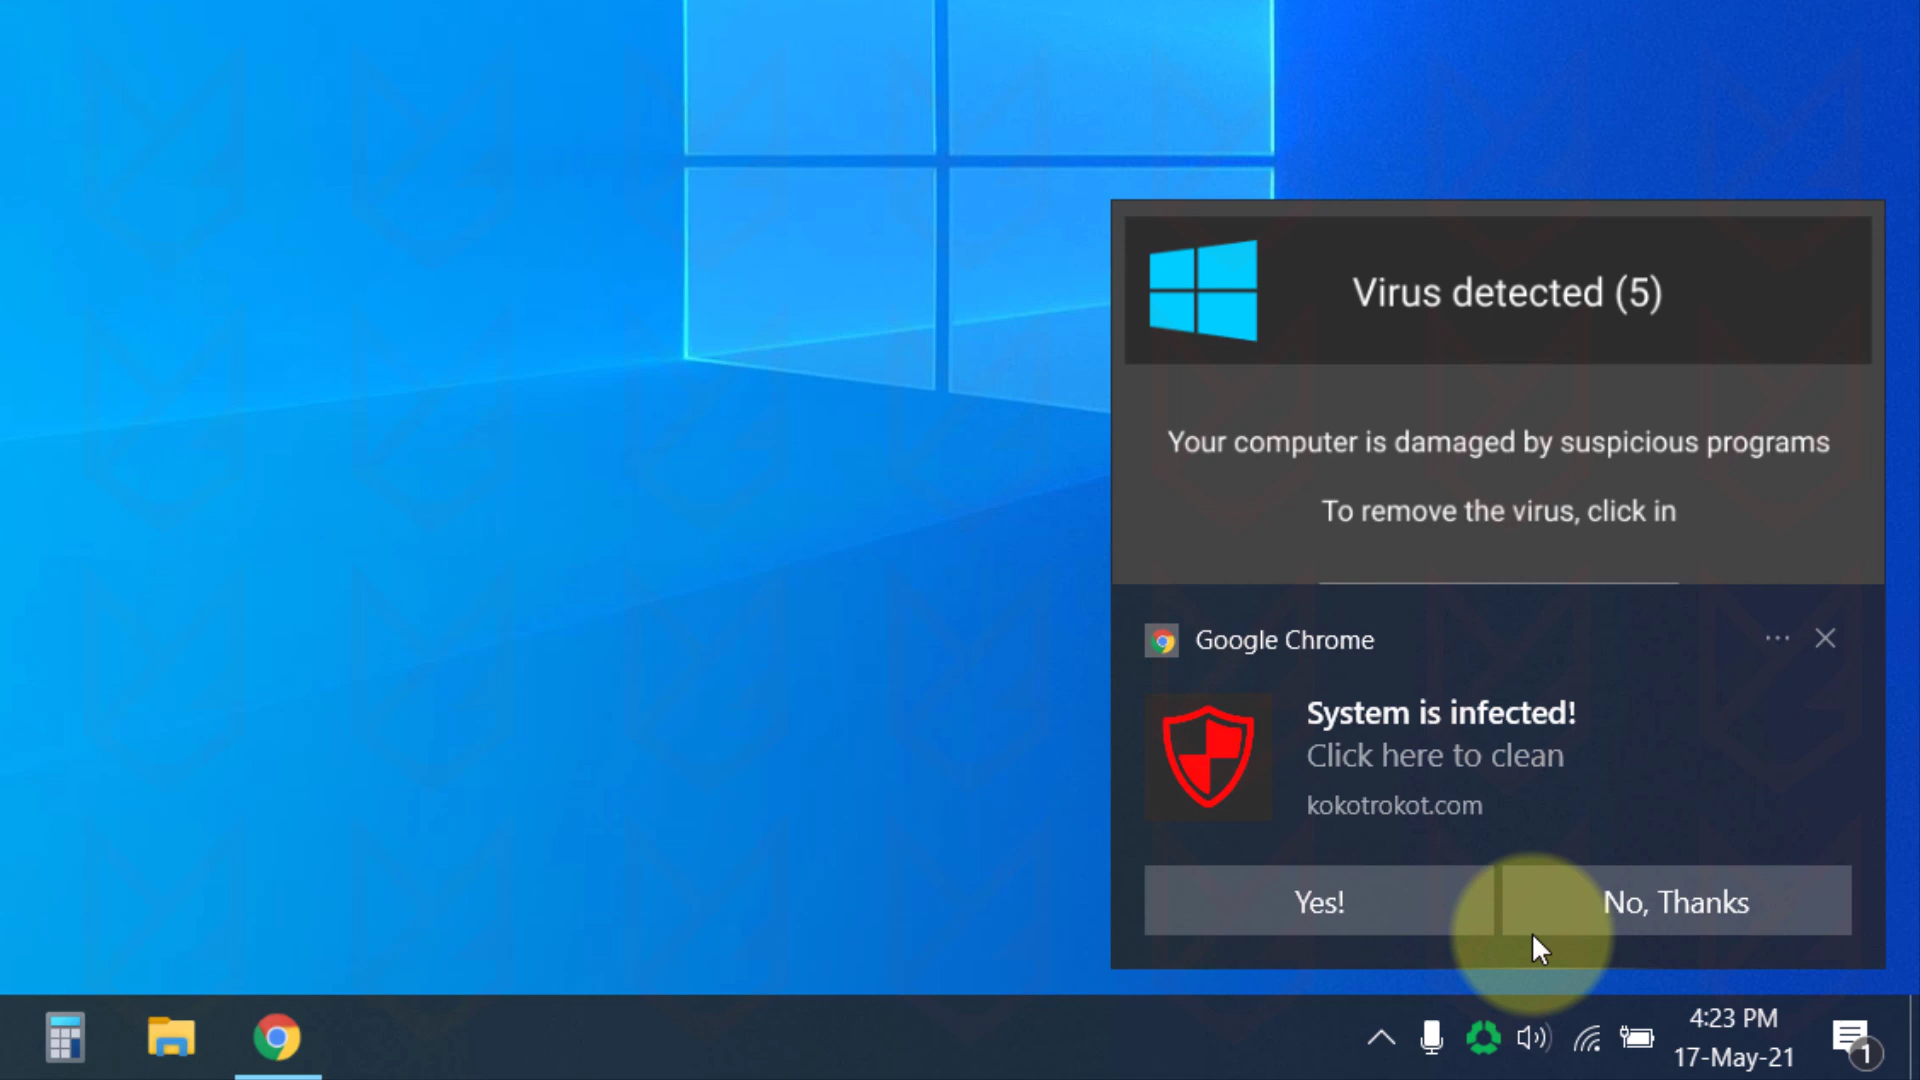 Virus detected (5)
Your computer is damaged by suspicious programs
To remove the virus, click in
Google Chrome
System is infected!
Click here to clean
kokotrokot.com
Yes!
No, Thanks
4:23 PM
17-May-21
1